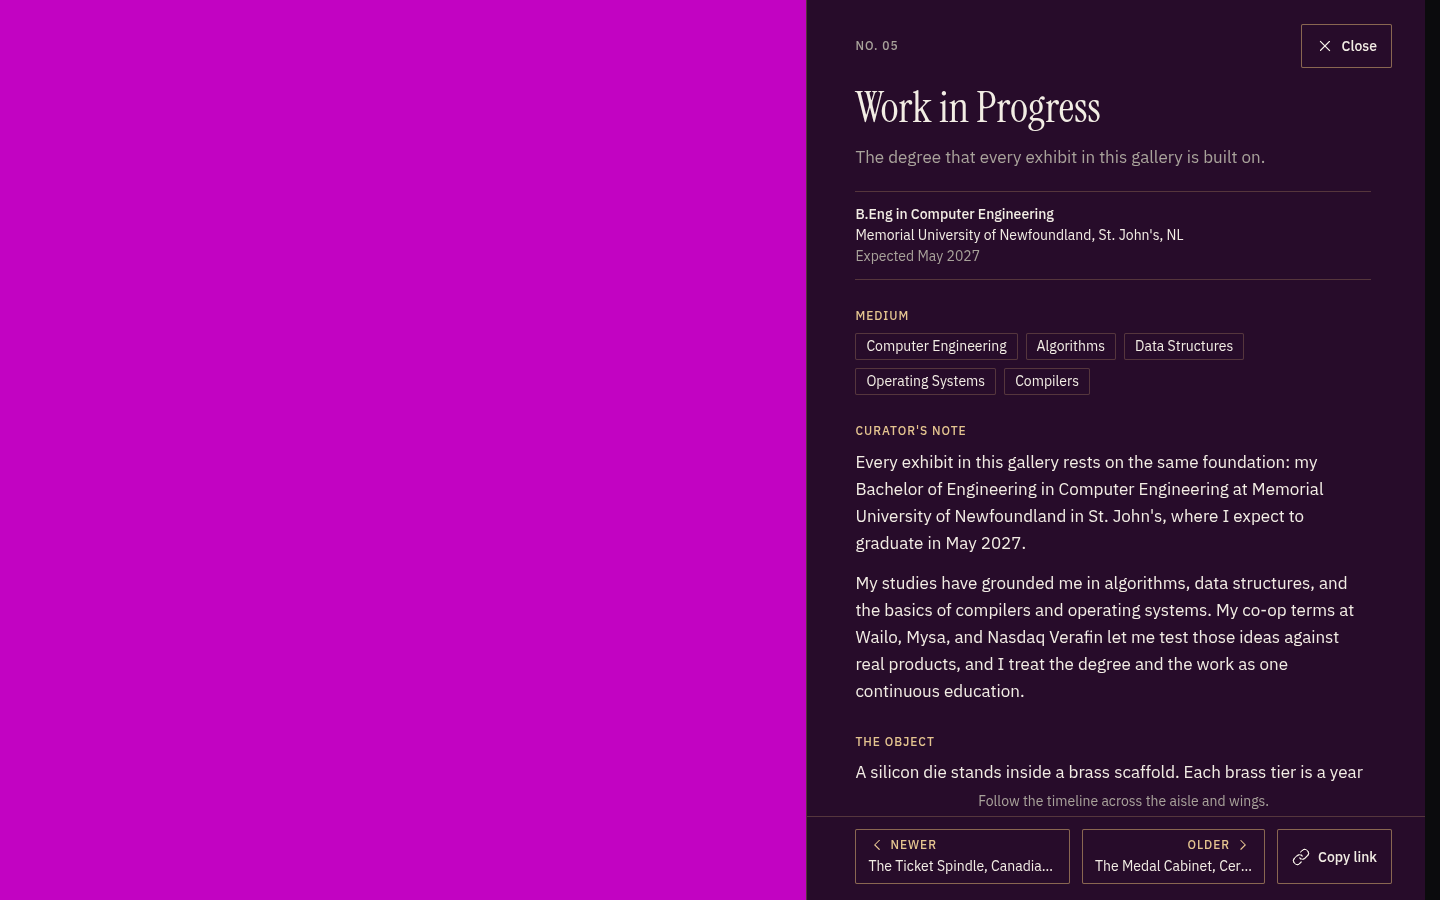 NO. 05
Close
Work in Progress
The degree that every exhibit in this gallery is built on.
B.Eng in Computer Engineering
Memorial University of Newfoundland, St. John's, NL
Expected May 2027
MEDIUM
Computer Engineering
Algorithms
Data Structures
Operating Systems
Compilers
CURATOR'S NOTE
Every exhibit in this gallery rests on the same foundation: my
Bachelor of Engineering in Computer Engineering at Memorial
University of Newfoundland in St. John's, where I expect to
graduate in May 2027.
My studies have grounded me in algorithms, data structures, and
the basics of compilers and operating systems. My co-op terms at
Wailo, Mysa, and Nasdaq Verafin let me test those ideas against
real products, and I treat the degree and the work as one
continuous education.
THE OBJECT
A silicon die stands inside a brass scaffold. Each brass tier is a year
Follow the timeline across the aisle and wings.
NEWER
The Ticket Spindle, Canadia...
OLDER
The Medal Cabinet, Cer...
Copy link